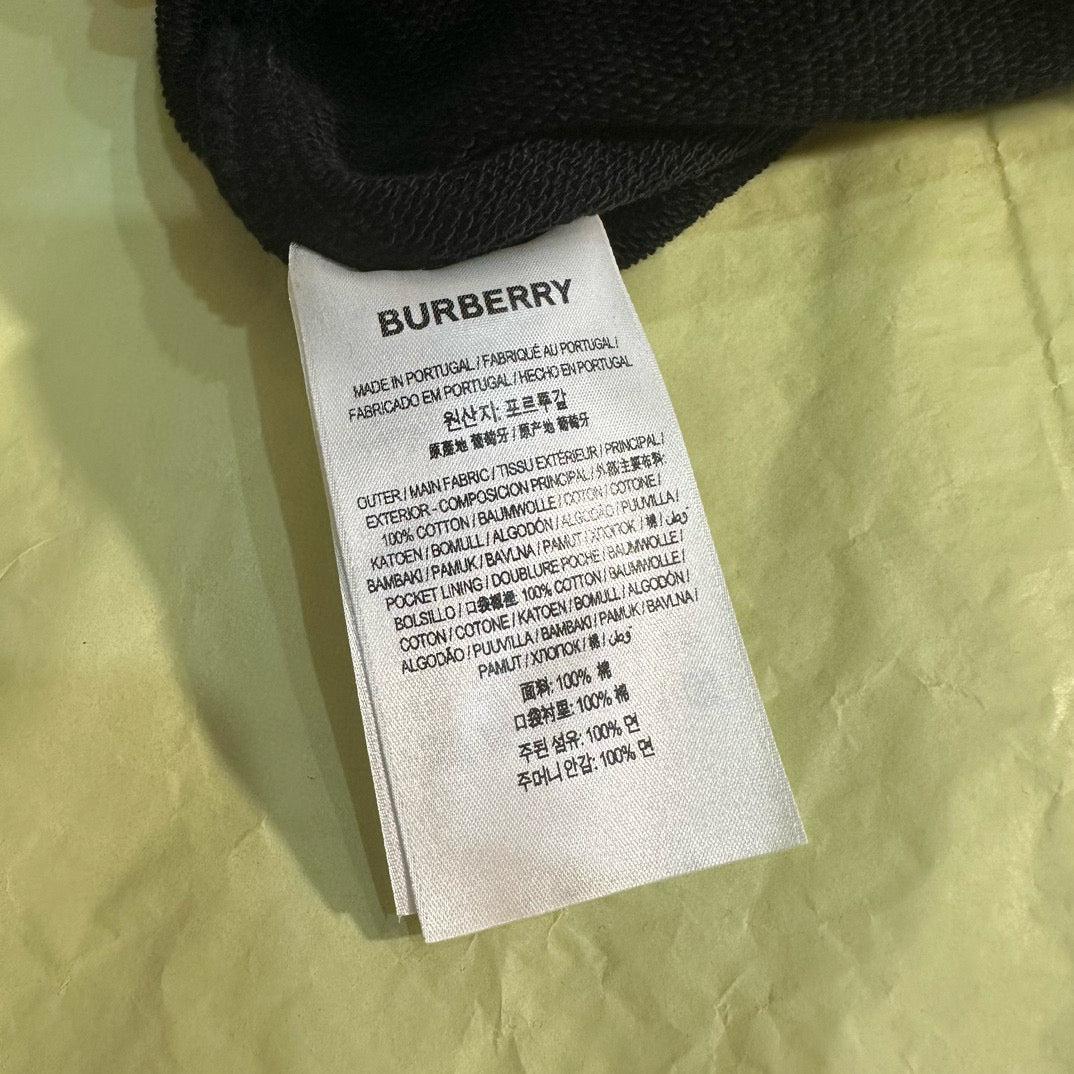 BURBERRY
MADE IN PORTUGAL / FABRIQUÉ AU PORTUGAL /
FABRICADO EM PORTUGAL / HECHO EN PORTUGAL
원산지: 포르투갈
原産地 葡萄牙 / 原产地 葡萄牙
OUTER / MAIN FABRIC / TISSU EXTÉRIEUR / PRINCIPAL /
EXTERIOR - COMPOSICION PRINCIPAL / 外部主要布料
100% COTTON / BAUMWOLLE / COTON / COTONE /
KATOEN / BOMULL / ALGODÓN / ALGODÃO / PUUVILLA /
BAMBAKI / PAMUK / BAVLNA / PAMUT / ХЛОПОК / 棉 / قطن
POCKET LINING / DOUBLURE POCHE / BAUMWOLLE /
BOLSILLO / 口袋襯裡: 100% COTTON / BAUMWOLLE /
COTON / COTONE / KATOEN / BOMULL / ALGODÓN /
ALGODÃO / PUUVILLA / BAMBAKI / PAMUK / BAVLNA /
PAMUT / ХЛОПОК / 棉 / قطن
面料: 100% 棉
口袋衬里: 100% 棉
주된 섬유: 100% 면
주머니 안감: 100% 면